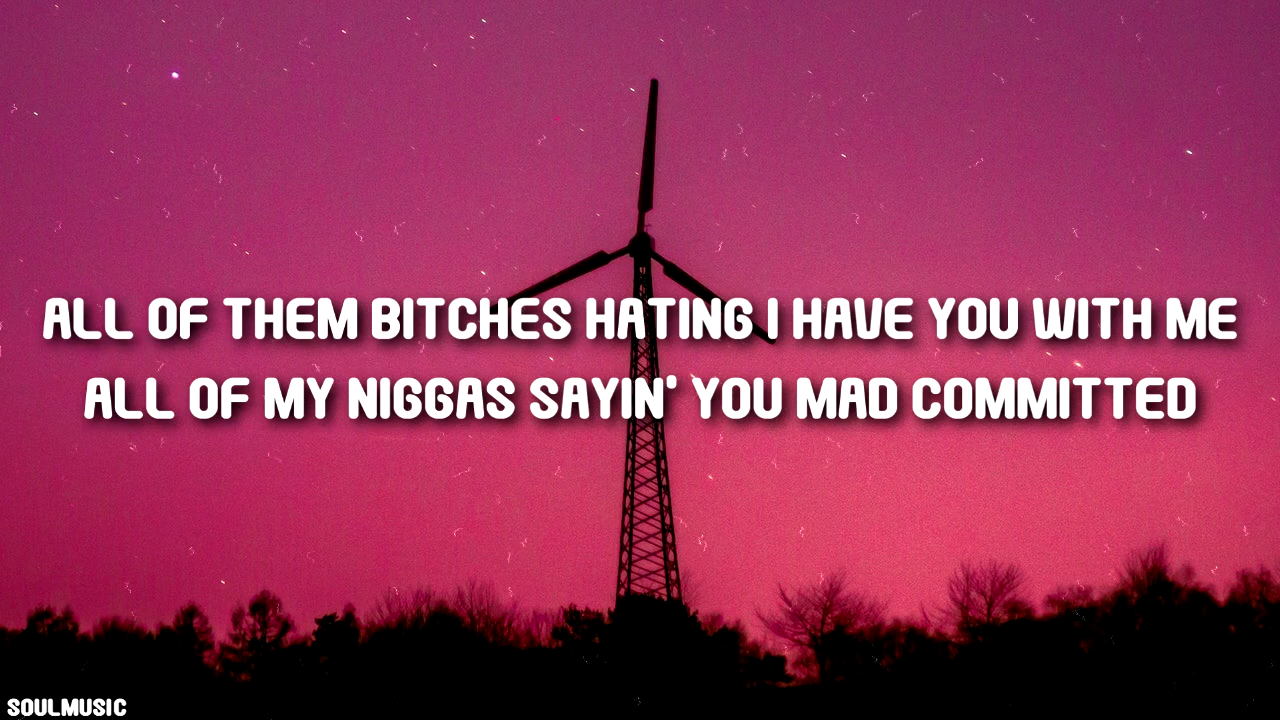 ALL OF THEM BITCHES HATING I HAVE YOU WITH ME
ALL OF MY NIGGAS SAYIN' YOU MAD COMMITTED
SOULMUSIC